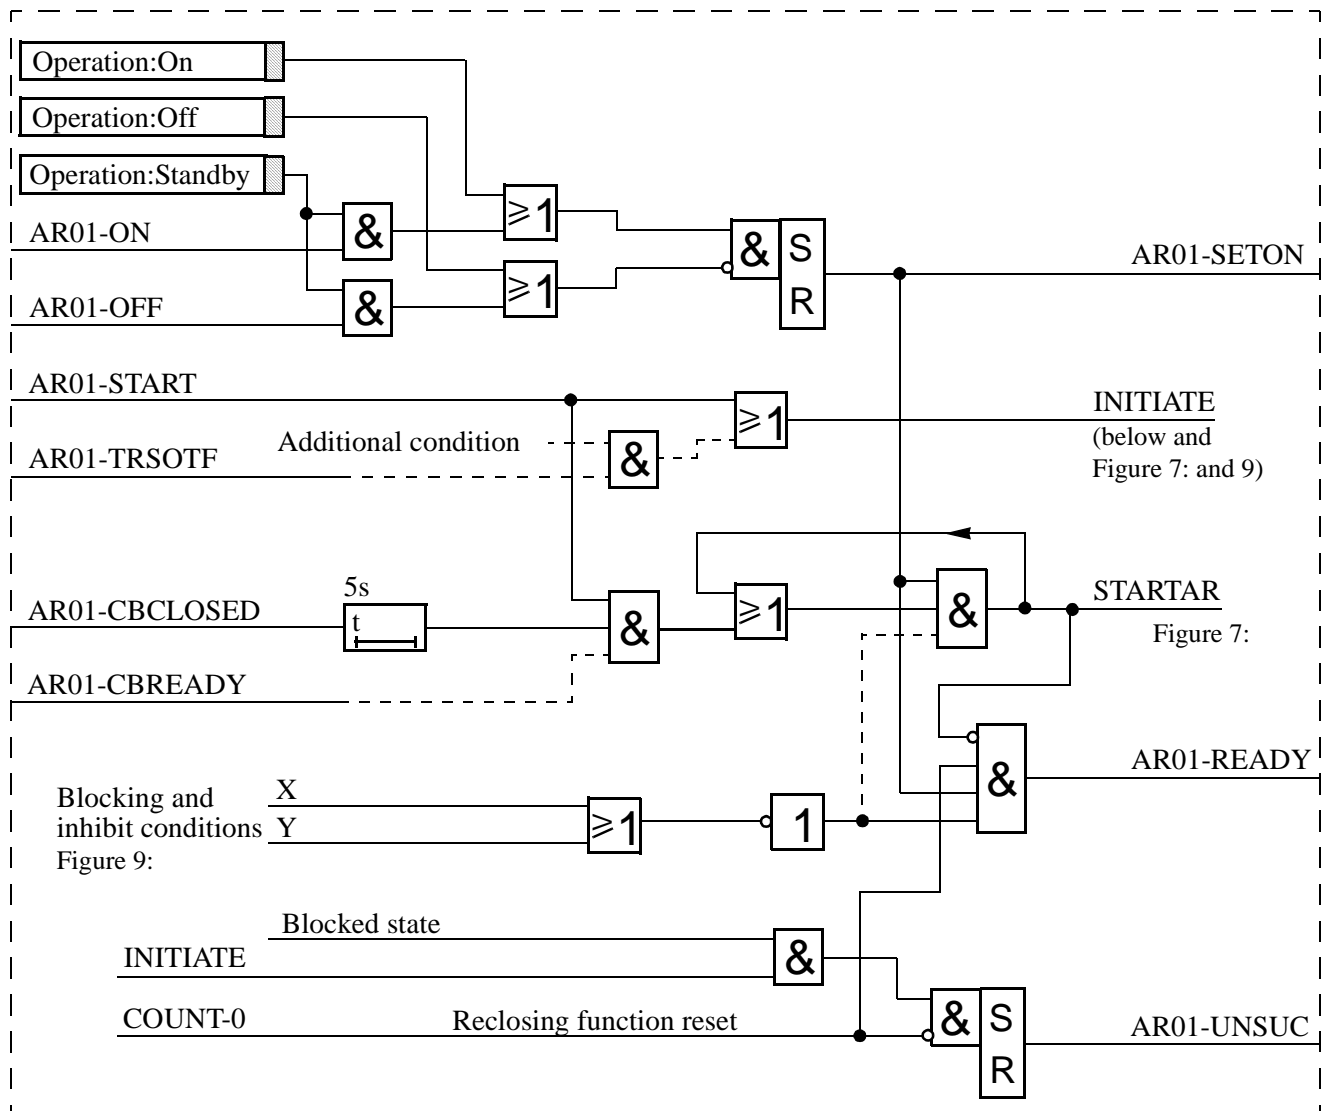 Operation:On
Operation:Off
Operation:Standby
≥1
&
S
R
AR01-ON
AR01-SETON
≥1
&
AR01-OFF
&
AR01-START
≥1
INITIATE
(below and
Figure 7: and 9)
Additional condition
&
AR01-TRSOTF
5s
t
AR01-CBCLOSED
&
≥1
&
STARTAR
Figure 7:
AR01-CBREADY
&
AR01-READY
Blocking and
inhibit conditions
Figure 9:
X
Y
≥1
1
Blocked state
INITIATE
&
COUNT-0
Reclosing function reset
&
S
R
AR01-UNSUC